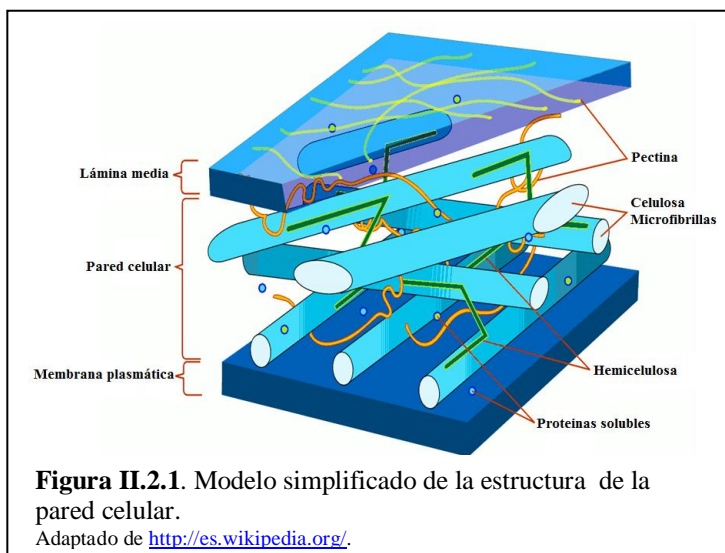 Pectina
Lámina media
Celulosa
Microfibrillas
Pared celular
Hemicelulosa
Membrana plasmática
Proteinas solubles
Figura II.2.1. Modelo simplificado de la estructura de la
pared celular.
Adaptado de http://es.wikipedia.org/.